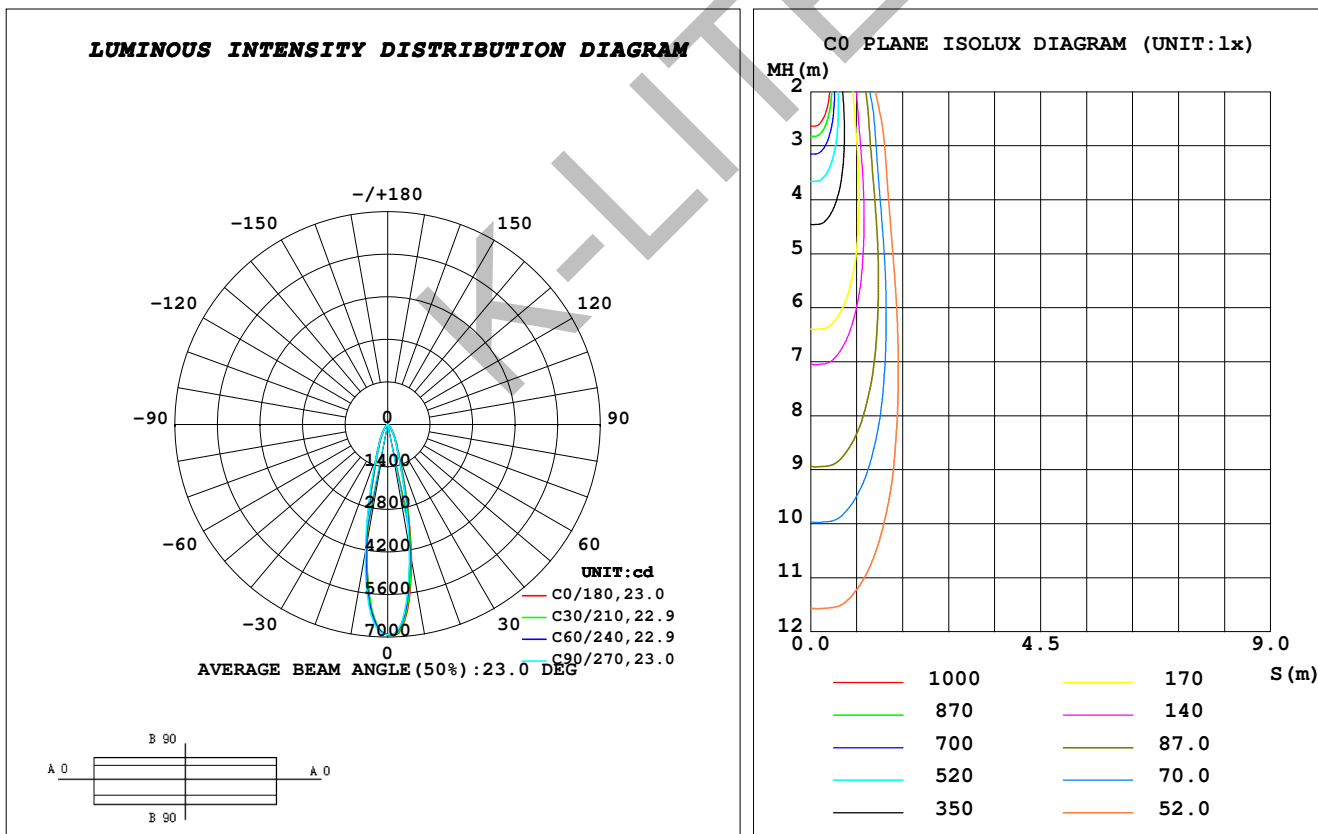 LUMINOUS INTENSITY DISTRIBUTION DIAGRAM
-/+180
-150
150
-120
120
-90
90
-60
60
-30
30
0
0
1400
2800
4200
5600
7000
UNIT:cd
C0/180,23.0
C30/210,22.9
C60/240,22.9
C90/270,23.0
AVERAGE BEAM ANGLE(50%):23.0 DEG
B 90
A 0
A 0
B 90
C0 PLANE ISOLUX DIAGRAM (UNIT:lx)
MH(m)
2
3
4
5
6
7
8
9
10
11
12
0.0
4.5
9.0
S(m)
1000
170
870
140
700
87.0
520
70.0
350
52.0
K-LITE